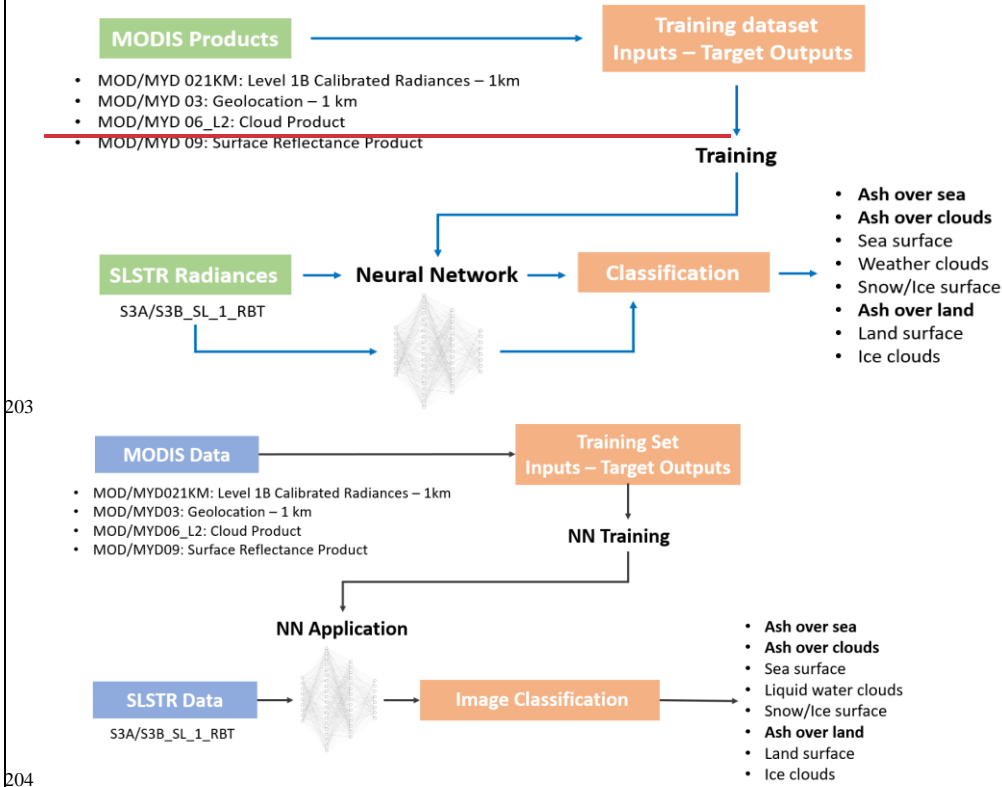 MODIS Products
Training dataset
Inputs – Target Outputs
• MOD/MYD 021KM: Level 1B Calibrated Radiances – 1km
• MOD/MYD 03: Geolocation – 1 km
• MOD/MYD 06_L2: Cloud Product
• MOD/MYD 09: Surface Reflectance Product
Training
SLSTR Radiances
S3A/S3B_SL_1_RBT
Neural Network
Classification
• Ash over sea
• Ash over clouds
• Sea surface
• Weather clouds
• Snow/Ice surface
• Ash over land
• Land surface
• Ice clouds
203
MODIS Data
Training Set
Inputs – Target Outputs
• MOD/MYD021KM: Level 1B Calibrated Radiances – 1km
• MOD/MYD03: Geolocation – 1 km
• MOD/MYD06_L2: Cloud Product
• MOD/MYD09: Surface Reflectance Product
NN Training
NN Application
SLSTR Data
S3A/S3B_SL_1_RBT
Image Classification
• Ash over sea
• Ash over clouds
• Sea surface
• Liquid water clouds
• Snow/Ice surface
• Ash over land
• Land surface
• Ice clouds
204